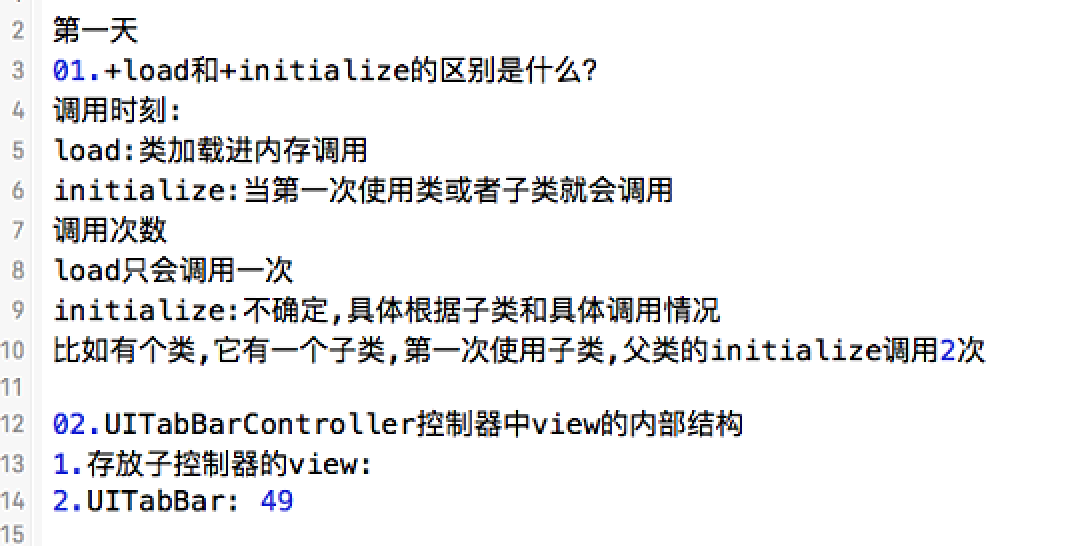 2 第一天
3 01.+load和+initialize的区别是什么?
4 调用时刻:
5 load:类加载进内存调用
6 initialize:当第一次使用类或者子类就会调用
7 调用次数
8 load只会调用一次
9 initialize:不确定,具体根据子类和具体调用情况
10 比如有个类,它有一个子类,第一次使用子类,父类的initialize调用2次
11
12 02.UITabBarController控制器中view的内部结构
13 1.存放子控制器的view:
14 2.UITabBar: 49
15